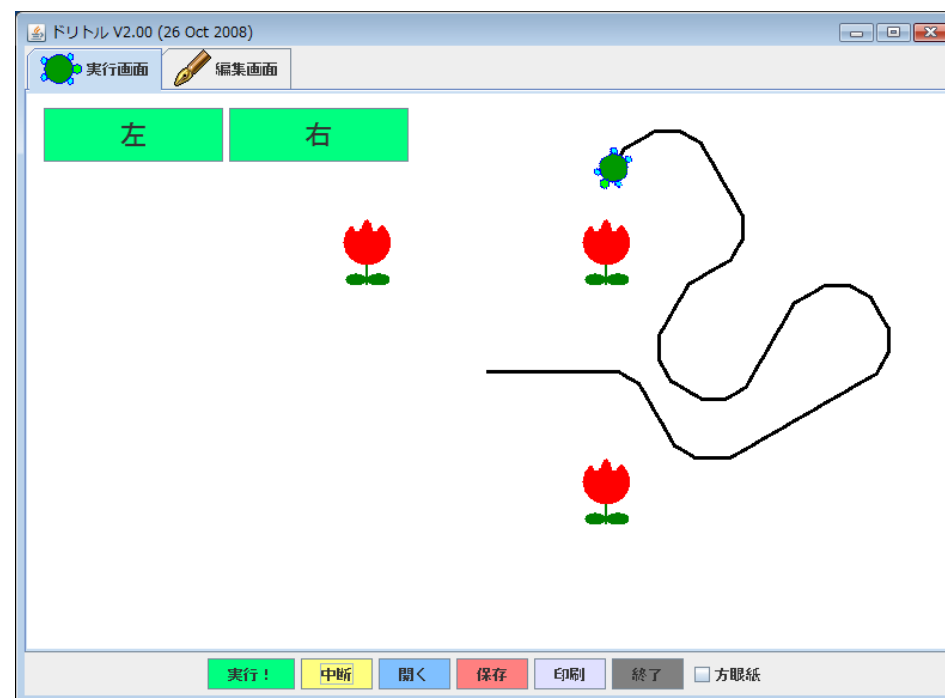 ドリトル V2.00 (26 Oct 2008)
実行画面 編集画面
左 右
実行！ 中断 開く 保存 印刷 終了 方眼紙